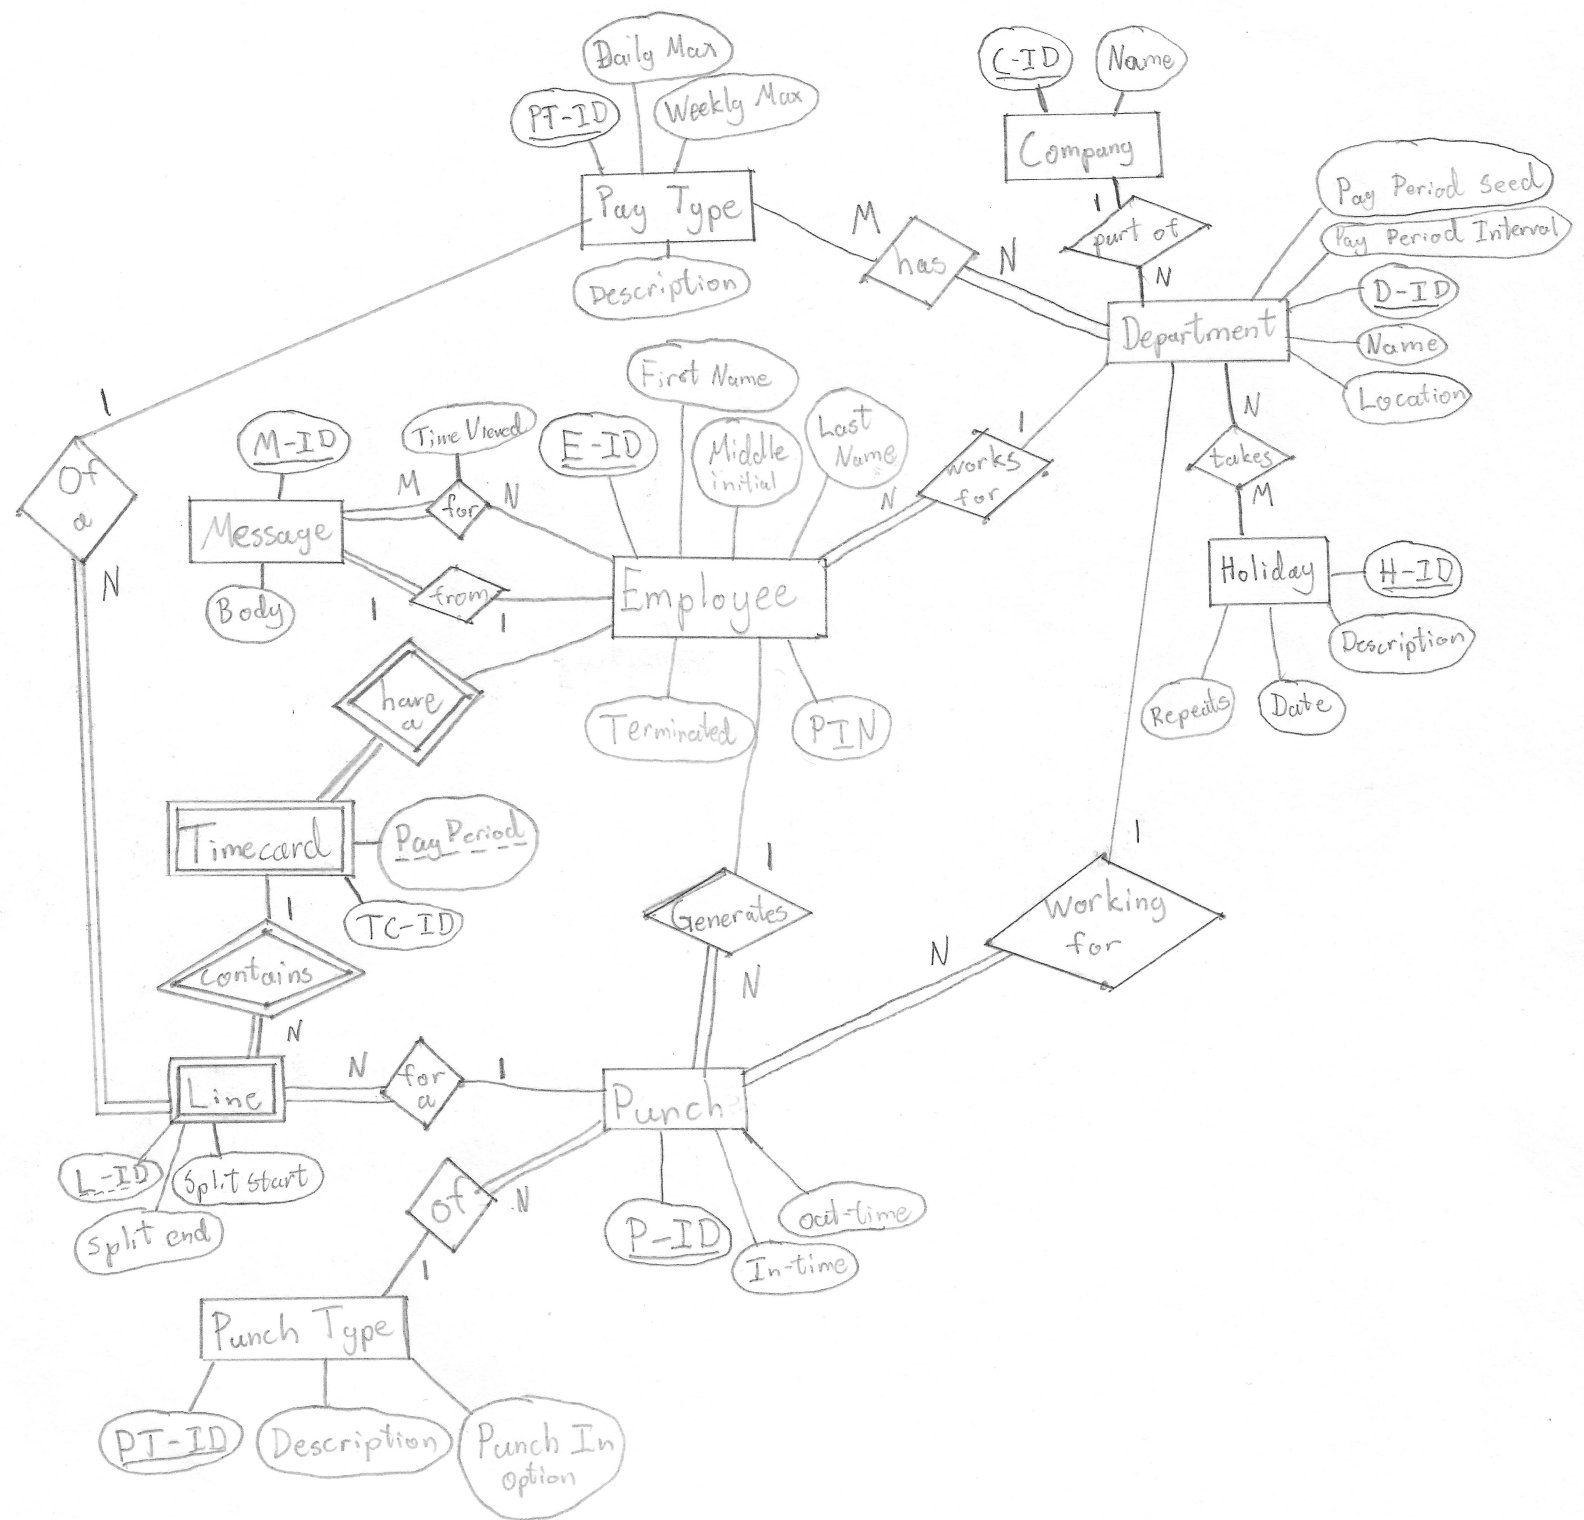 Daily Max
C-ID
Name
PT-ID
Weekly Max
Company
Pay Type
Pay Period Seed
M
1
part of
Pay Period Interval
has
N
N
Description
D-ID
Department
Name
First Name
Location
1
M-ID
Time Viewed
E-ID
Middle
initial
Last
Name
1
N
takes
works
for
Of
a
M
N
N
M
for
Message
Holiday
H-ID
N
Employee
from
Body
1
1
Description
have
a
Repeats
Date
Terminated
PIN
Timecard
Pay Period
1
1
TC-ID
1
Generates
Working
for
contains
N
N
N
N
for
a
1
Line
Punch
L-ID
Split Start
Of
N
out-time
Split end
P-ID
In-time
1
Punch Type
PT-ID
Description
Punch In
option